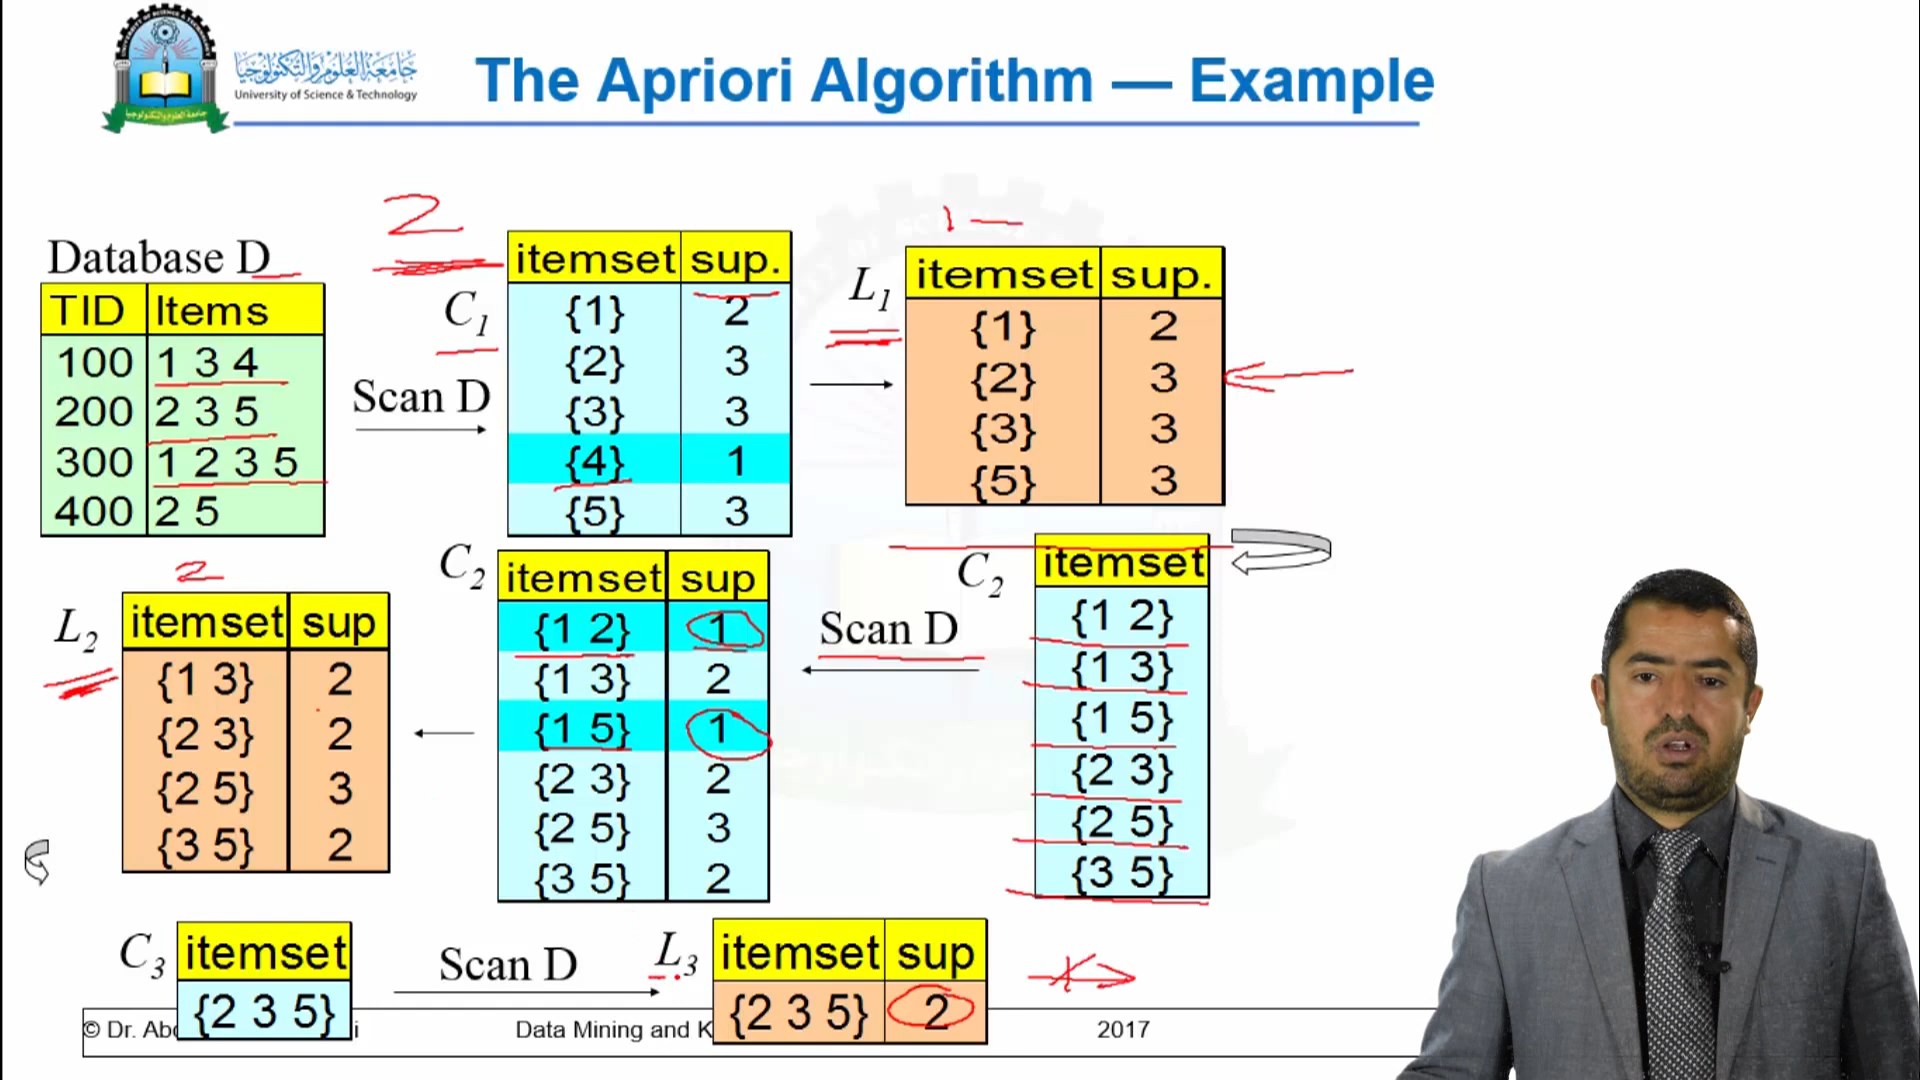 جامعة العلوم والتكنولوجيا
University of Science & Technology
The Apriori Algorithm — Example
2
1 —
Database D
TID Items
100 1 3 4
200 2 3 5
300 1 2 3 5
400 2 5
Scan D
C1
itemset sup.
{1} 2
{2} 3
{3} 3
{4} 1
{5} 3
L1
itemset sup.
{1} 2
{2} 3
{3} 3
{5} 3
C2
itemset
{1 2}
{1 3}
{1 5}
{2 3}
{2 5}
{3 5}
Scan D
C2
itemset sup
{1 2} 1
{1 3} 2
{1 5} 1
{2 3} 2
{2 5} 3
{3 5} 2
2
L2
itemset sup
{1 3} 2
{2 3} 2
{2 5} 3
{3 5} 2
C3
itemset
{2 3 5}
Scan D
L3
itemset sup
{2 3 5} 2
© Dr. Ab
Data Mining and K
2017